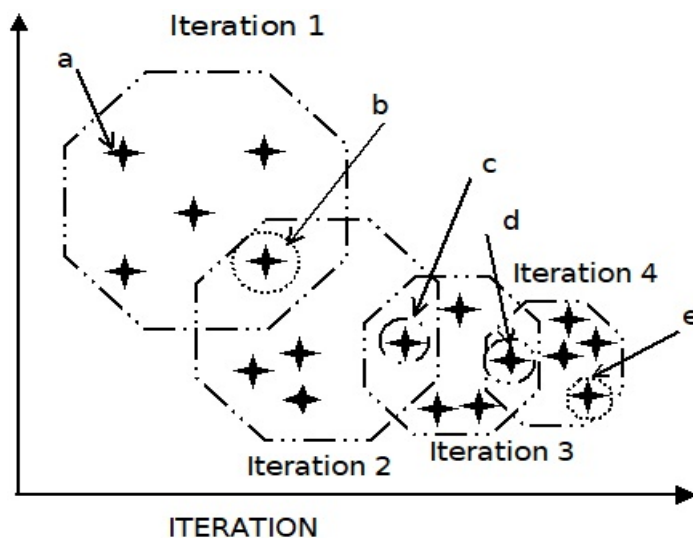 Iteration 1
a
b
c
d
Iteration 4
e
Iteration 2
Iteration 3
ITERATION